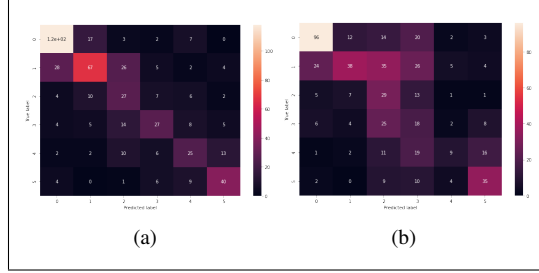 True label
0 1.2e+02 17 3 2 7 0
1 28 67 26 5 2 4
2 4 10 27 7 6 2
3 4 5 14 27 8 5
4 2 2 10 6 25 13
5 4 0 1 6 9 40
0 1 2 3 4 5
Predicted label
100
80
60
40
20
0
(a)
True label
0 96 12 14 20 2 3
1 24 38 35 26 5 4
2 5 7 29 13 1 1
3 6 4 25 18 2 8
4 1 2 11 19 9 16
5 2 0 9 10 4 35
0 1 2 3 4 5
Predicted label
80
60
40
20
0
(b)